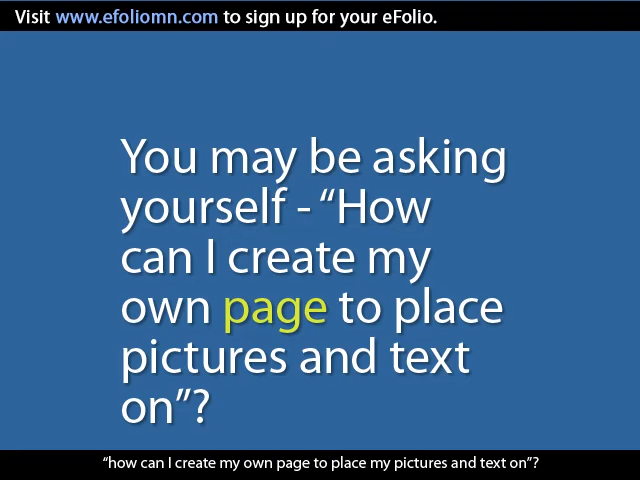 Visit www.efoliomn.com to sign up for your eFolio.
You may be asking
yourself - “How
can I create my
own page to place
pictures and text
on”?
“how can I create my own page to place my pictures and text on”?